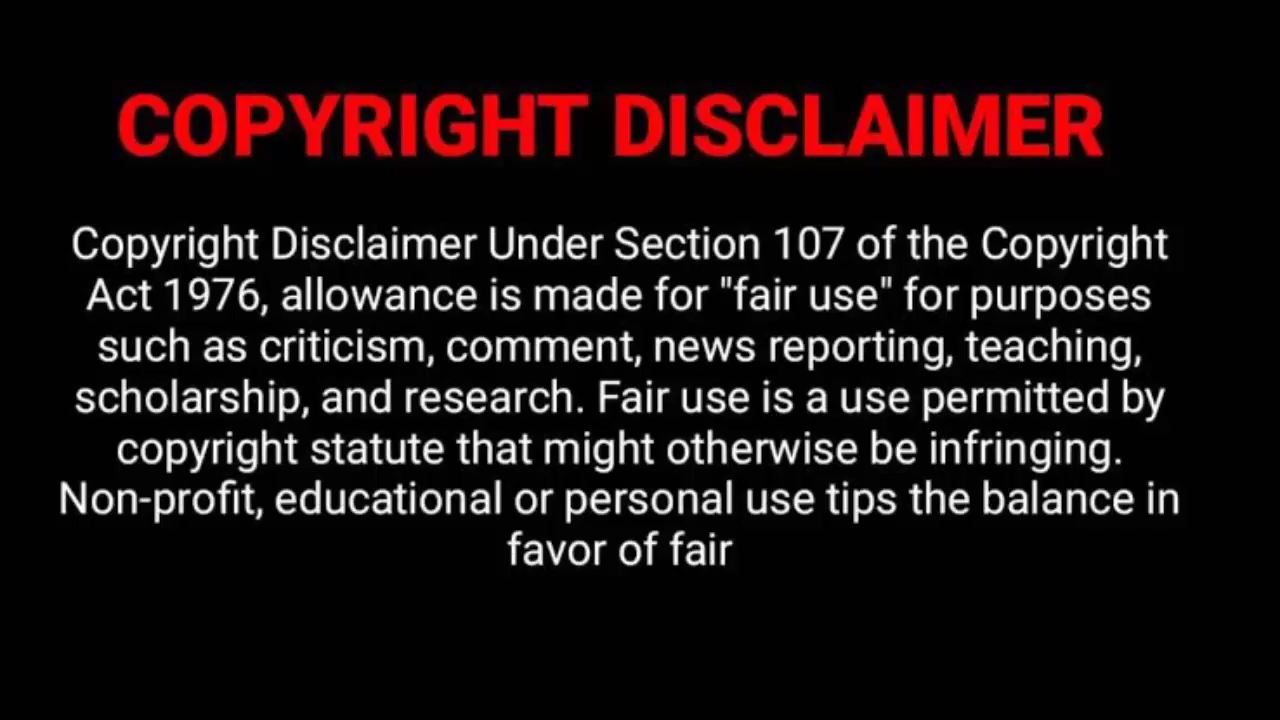 COPYRIGHT DISCLAIMER
Copyright Disclaimer Under Section 107 of the Copyright
Act 1976, allowance is made for "fair use" for purposes
such as criticism, comment, news reporting, teaching,
scholarship, and research. Fair use is a use permitted by
copyright statute that might otherwise be infringing.
Non-profit, educational or personal use tips the balance in
favor of fair